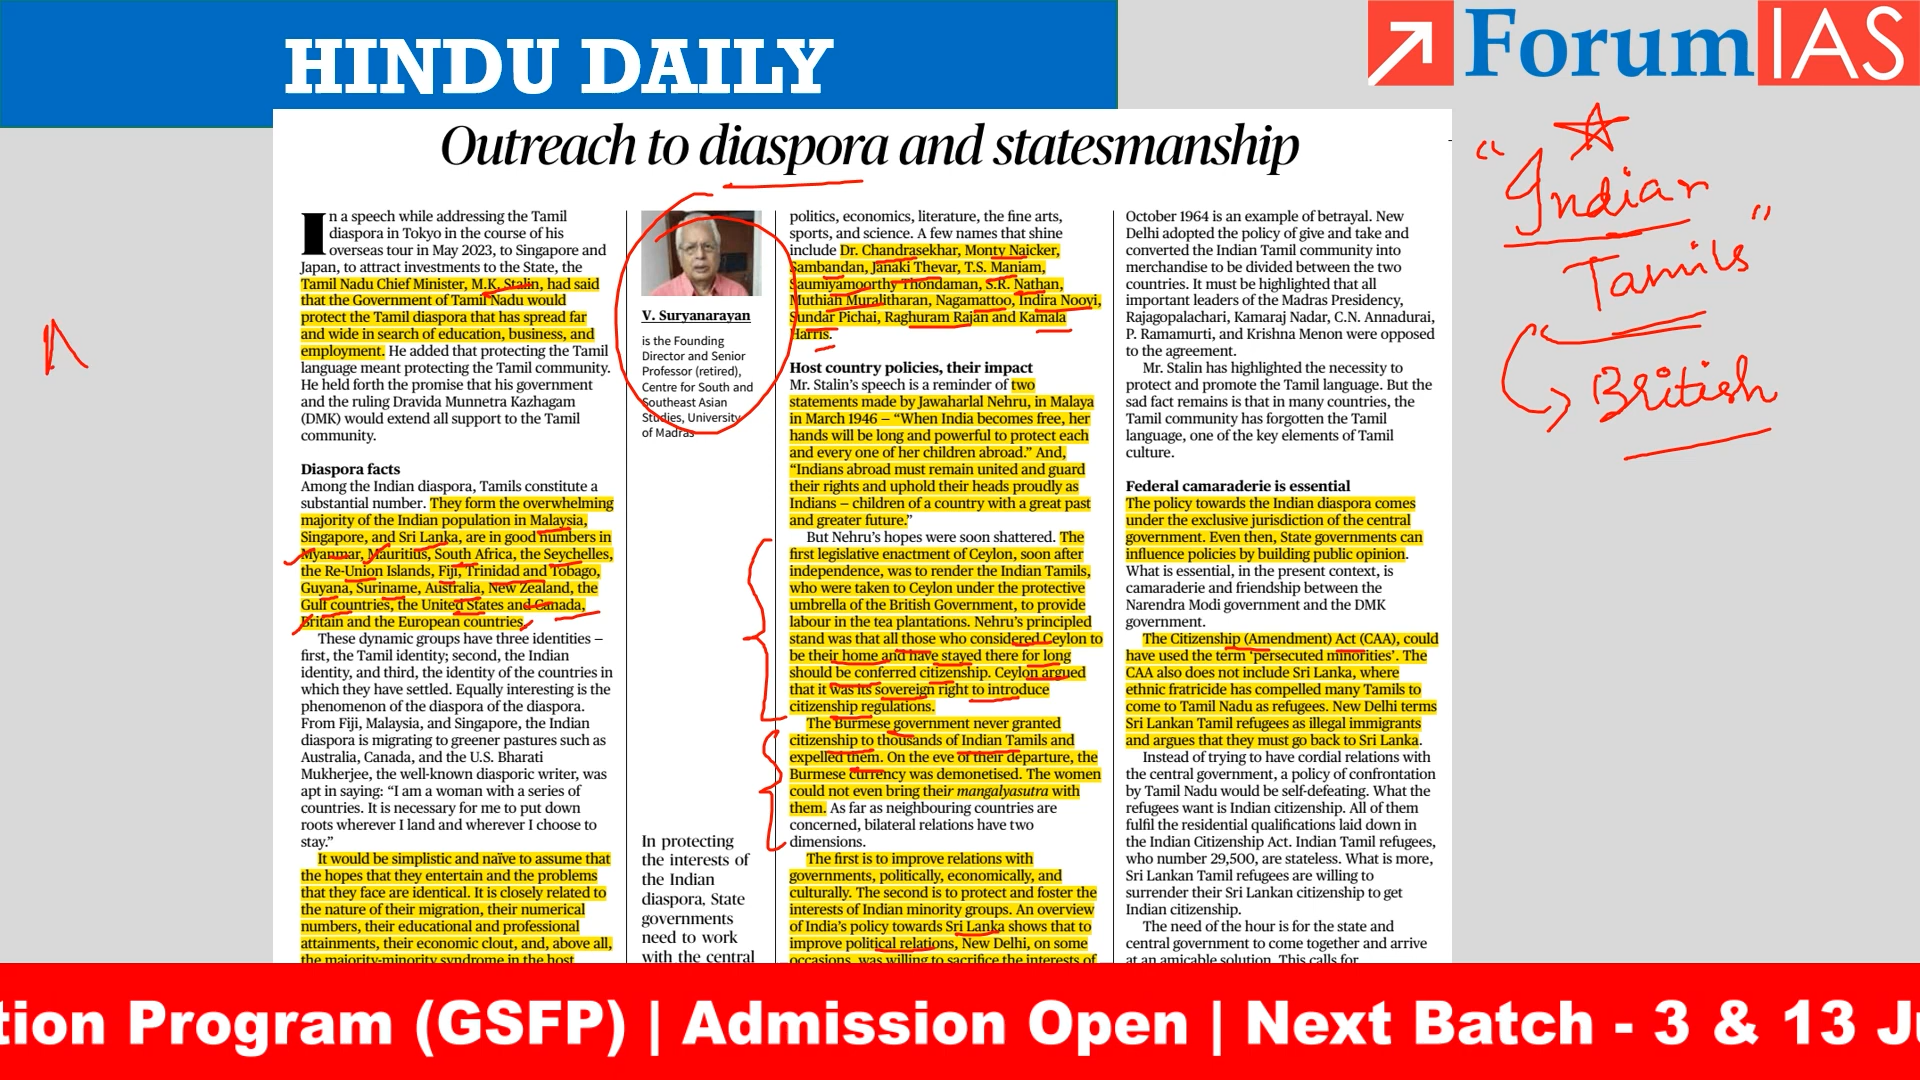 HINDU DAILY
Forum IAS
Outreach to diaspora and statesmanship
In a speech while addressing the Tamil
diaspora in Tokyo in the course of his
overseas tour in May 2023, to Singapore and
Japan, to attract investments to the State, the
Tamil Nadu Chief Minister, M.K. Stalin, had said
that the Government of Tamil Nadu would
protect the Tamil diaspora that has spread far
and wide in search of education, business, and
employment. He added that protecting the Tamil
language meant protecting the Tamil community.
He held forth the promise that his government
and the ruling Dravida Munnetra Kazhagam
(DMK) would extend all support to the Tamil
community.
Diaspora facts
Among the Indian diaspora, Tamils constitute a
substantial number. They form the overwhelming
majority of the Indian population in Malaysia,
Singapore, and Sri Lanka, are in good numbers in
Myanmar, Mauritius, South Africa, the Seychelles,
the Re-Union Islands, Fiji, Trinidad and Tobago,
Guyana, Suriname, Australia, New Zealand, the
Gulf countries, the United States and Canada,
Britain and the European countries.
These dynamic groups have three identities –
first, the Tamil identity; second, the Indian
identity, and third, the identity of the countries in
which they have settled. Equally interesting is the
phenomenon of the diaspora of the diaspora.
From Fiji, Malaysia, and Singapore, the Indian
diaspora is migrating to greener pastures such as
Australia, Canada, and the U.S. Bharati
Mukherjee, the well-known diasporic writer, was
apt in saying: “I am a woman with a series of
countries. It is necessary for me to put down
roots wherever I land and wherever I choose to
stay.”
It would be simplistic and naïve to assume that
the hopes that they entertain and the problems
that they face are identical. It is closely related to
the nature of their migration, their numerical
numbers, their educational and professional
attainments, their economic clout, and, above all,
the majority-minority syndrome in the host
V. Suryanarayan
is the Founding
Director and Senior
Professor (retired),
Centre for South and
Southeast Asian
Studies, University
of Madras
In protecting
the interests of
the Indian
diaspora, State
governments
need to work
with the central
politics, economics, literature, the fine arts,
sports, and science. A few names that shine
include Dr. Chandrasekhar, Monty Naicker,
Sambandan, Janaki Thevar, T.S. Maniam,
Saumiyamoorthy Thondaman, S.R. Nathan,
Muthiah Muralitharan, Nagamattoo, Indira Nooyi,
Sundar Pichai, Raghuram Rajan and Kamala
Harris.
Host country policies, their impact
Mr. Stalin’s speech is a reminder of two
statements made by Jawaharlal Nehru, in Malaya
in March 1946 – “When India becomes free, her
hands will be long and powerful to protect each
and every one of her children abroad.” And,
“Indians abroad must remain united and guard
their rights and uphold their heads proudly as
Indians – children of a country with a great past
and greater future.”
But Nehru’s hopes were soon shattered. The
first legislative enactment of Ceylon, soon after
independence, was to render the Indian Tamils,
who were taken to Ceylon under the protective
umbrella of the British Government, to provide
labour in the tea plantations. Nehru’s principled
stand was that all those who considered Ceylon to
be their home and have stayed there for long
should be conferred citizenship. Ceylon argued
that it was its sovereign right to introduce
citizenship regulations.
The Burmese government never granted
citizenship to thousands of Indian Tamils and
expelled them. On the eve of their departure, the
Burmese currency was demonetised. The women
could not even bring their mangalyasutra with
them. As far as neighbouring countries are
concerned, bilateral relations have two
dimensions.
The first is to improve relations with
governments, politically, economically, and
culturally. The second is to protect and foster the
interests of Indian minority groups. An overview
of India’s policy towards Sri Lanka shows that to
improve political relations, New Delhi, on some
occasions, was willing to sacrifice the interests of
October 1964 is an example of betrayal. New
Delhi adopted the policy of give and take and
converted the Indian Tamil community into
merchandise to be divided between the two
countries. It must be highlighted that all
important leaders of the Madras Presidency,
Rajagopalachari, Kamaraj Nadar, C.N. Annadurai,
P. Ramamurti, and Krishna Menon were opposed
to the agreement.
Mr. Stalin has highlighted the necessity to
protect and promote the Tamil language. But the
sad fact remains is that in many countries, the
Tamil community has forgotten the Tamil
language, one of the key elements of Tamil
culture.
Federal camaraderie is essential
The policy towards the Indian diaspora comes
under the exclusive jurisdiction of the central
government. Even then, State governments can
influence policies by building public opinion.
What is essential, in the present context, is
camaraderie and friendship between the
Narendra Modi government and the DMK
government.
The Citizenship (Amendment) Act (CAA), could
have used the term ‘persecuted minorities’. The
CAA also does not include Sri Lanka, where
ethnic fratricide has compelled many Tamils to
come to Tamil Nadu as refugees. New Delhi terms
Sri Lankan Tamil refugees as illegal immigrants
and argues that they must go back to Sri Lanka.
Instead of trying to have cordial relations with
the central government, a policy of confrontation
by Tamil Nadu would be self-defeating. What the
refugees want is Indian citizenship. All of them
fulfil the residential qualifications laid down in
the Indian Citizenship Act. Indian Tamil refugees,
who number 29,500, are stateless. What is more,
Sri Lankan Tamil refugees are willing to
surrender their Sri Lankan citizenship to get
Indian citizenship.
The need of the hour is for the state and
central government to come together and arrive
at an amicable solution. This calls for
“Indian
Tamils”
British
tion Program (GSFP) | Admission Open | Next Batch - 3 & 13 Ju